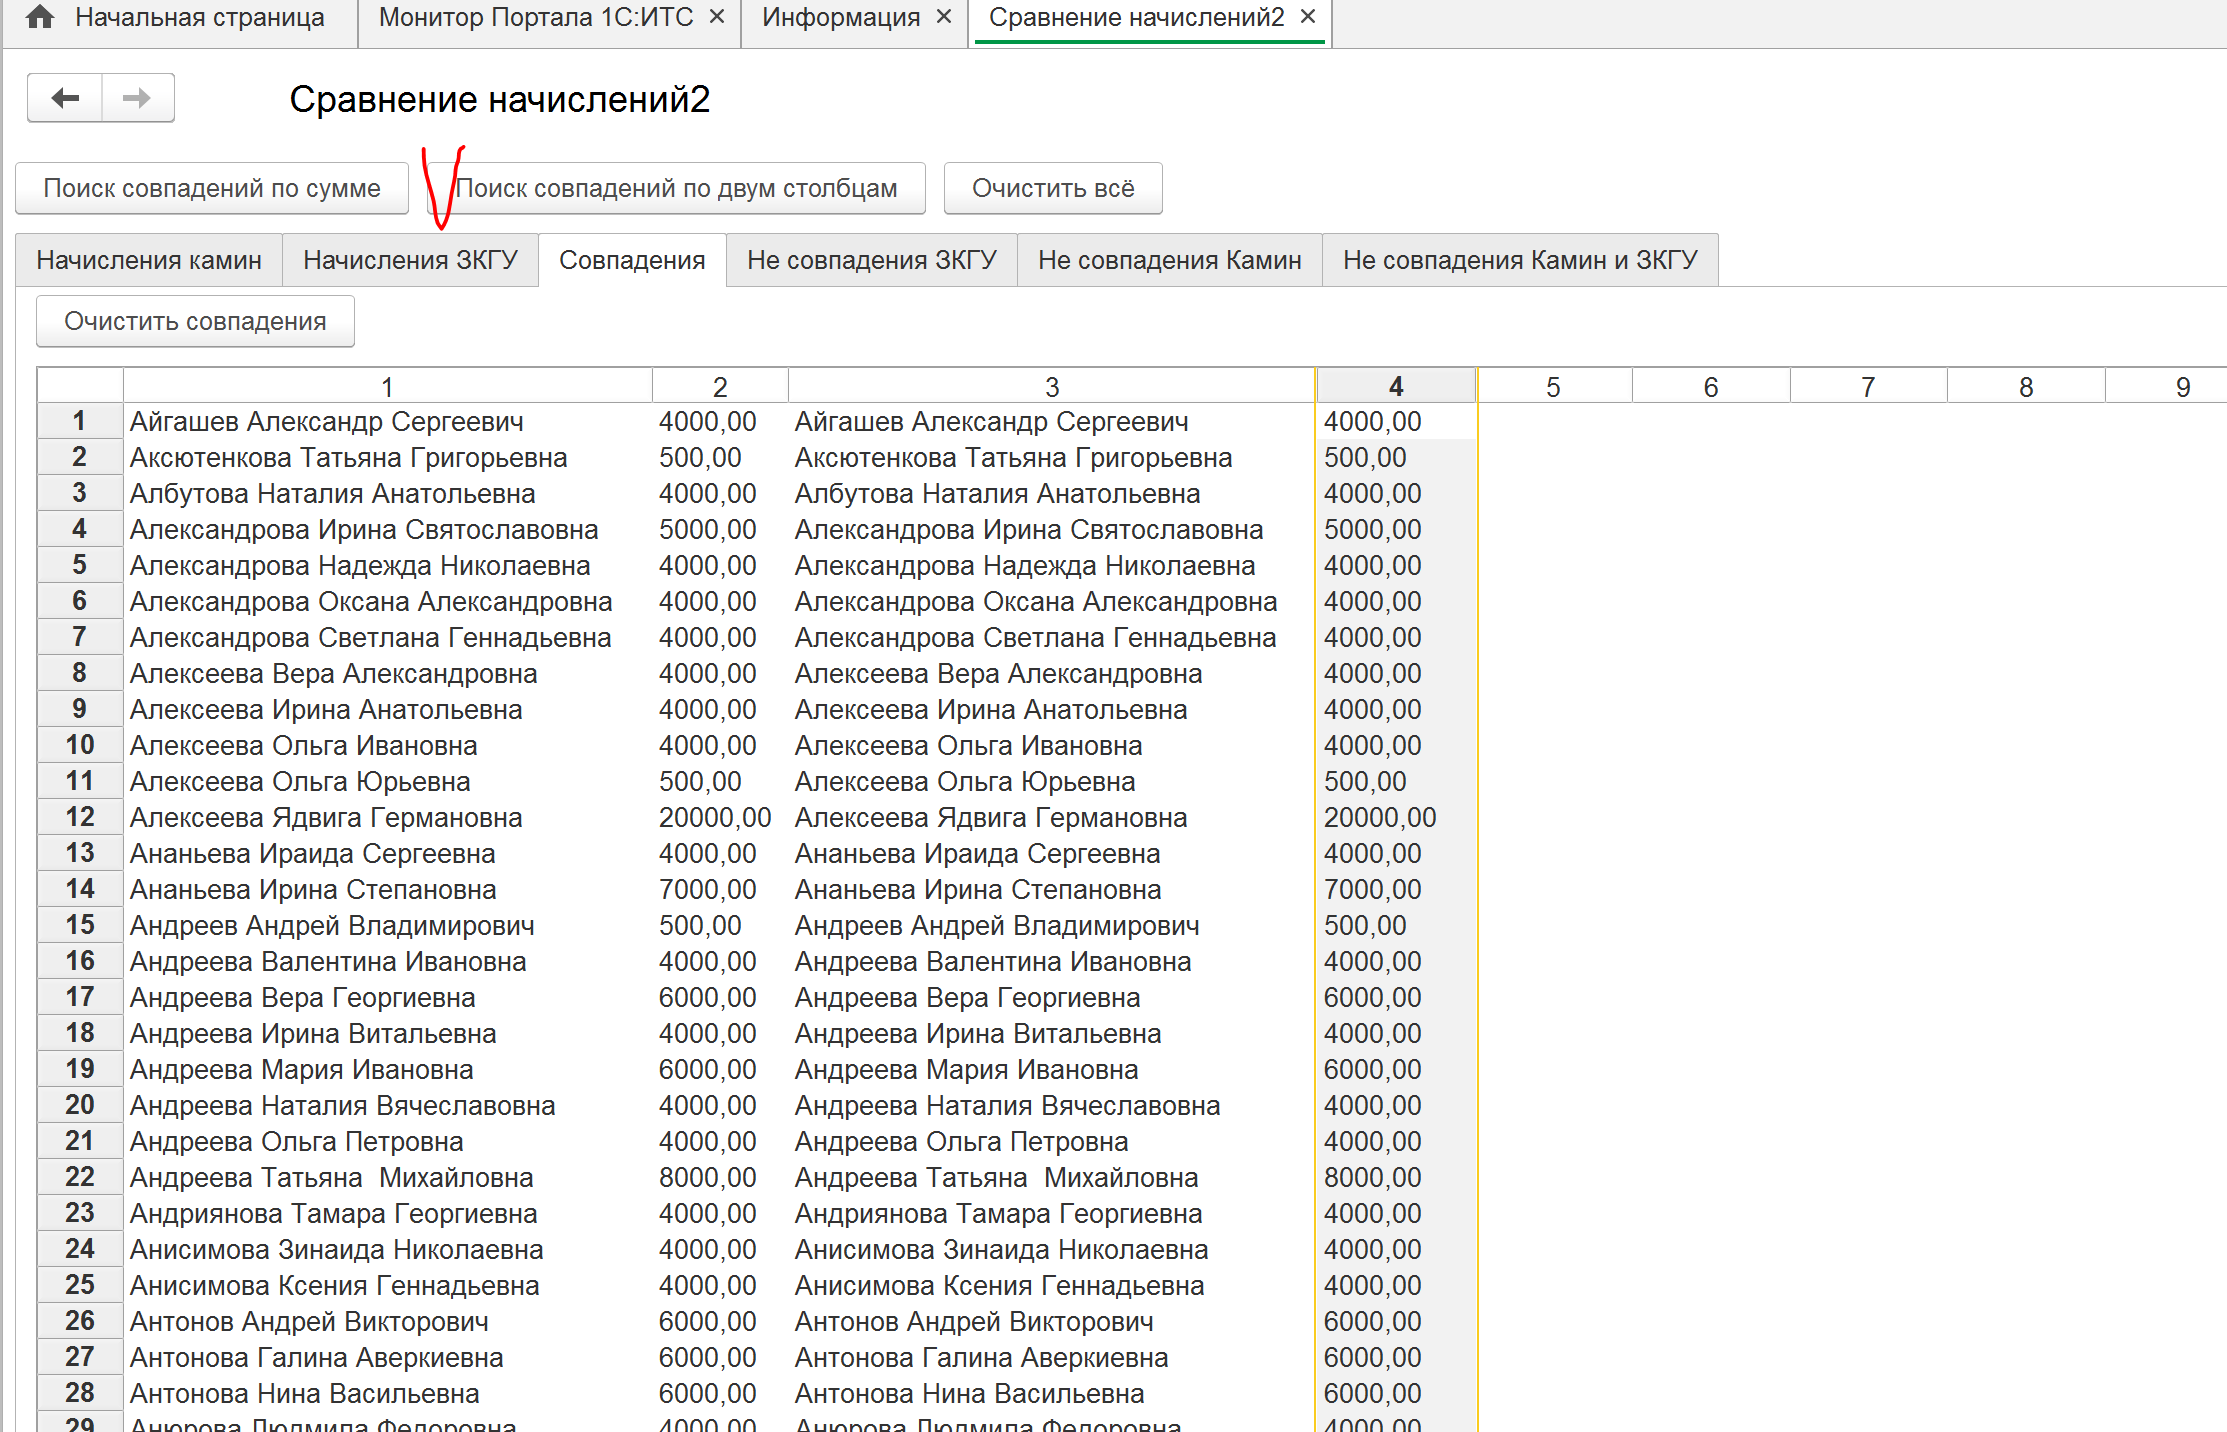 Начальная страница Монитор Портала 1С:ИТС Информация Сравнение начислений2
Сравнение начислений2
Поиск совпадений по сумме Поиск совпадений по двум столбцам Очистить всё
Начисления камин Начисления ЗКГУ Совпадения Не совпадения ЗКГУ Не совпадения Камин Не совпадения Камин и ЗКГУ
Очистить совпадения
1 2 3 4 5 6 7 8 9
1 Айгашев Александр Сергеевич 4000,00 Айгашев Александр Сергеевич 4000,00
2 Аксютенкова Татьяна Григорьевна 500,00 Аксютенкова Татьяна Григорьевна 500,00
3 Албутова Наталия Анатольевна 4000,00 Албутова Наталия Анатольевна 4000,00
4 Александрова Ирина Святославовна 5000,00 Александрова Ирина Святославовна 5000,00
5 Александрова Надежда Николаевна 4000,00 Александрова Надежда Николаевна 4000,00
6 Александрова Оксана Александровна 4000,00 Александрова Оксана Александровна 4000,00
7 Александрова Светлана Геннадьевна 4000,00 Александрова Светлана Геннадьевна 4000,00
8 Алексеева Вера Александровна 4000,00 Алексеева Вера Александровна 4000,00
9 Алексеева Ирина Анатольевна 4000,00 Алексеева Ирина Анатольевна 4000,00
10 Алексеева Ольга Ивановна 4000,00 Алексеева Ольга Ивановна 4000,00
11 Алексеева Ольга Юрьевна 500,00 Алексеева Ольга Юрьевна 500,00
12 Алексеева Ядвига Германовна 20000,00 Алексеева Ядвига Германовна 20000,00
13 Ананьева Ираида Сергеевна 4000,00 Ананьева Ираида Сергеевна 4000,00
14 Ананьева Ирина Степановна 7000,00 Ананьева Ирина Степановна 7000,00
15 Андреев Андрей Владимирович 500,00 Андреев Андрей Владимирович 500,00
16 Андреева Валентина Ивановна 4000,00 Андреева Валентина Ивановна 4000,00
17 Андреева Вера Георгиевна 6000,00 Андреева Вера Георгиевна 6000,00
18 Андреева Ирина Витальевна 4000,00 Андреева Ирина Витальевна 4000,00
19 Андреева Мария Ивановна 6000,00 Андреева Мария Ивановна 6000,00
20 Андреева Наталия Вячеславовна 4000,00 Андреева Наталия Вячеславовна 4000,00
21 Андреева Ольга Петровна 4000,00 Андреева Ольга Петровна 4000,00
22 Андреева Татьяна  Михайловна 8000,00 Андреева Татьяна  Михайловна 8000,00
23 Андриянова Тамара Георгиевна 4000,00 Андриянова Тамара Георгиевна 4000,00
24 Анисимова Зинаида Николаевна 4000,00 Анисимова Зинаида Николаевна 4000,00
25 Анисимова Ксения Геннадьевна 4000,00 Анисимова Ксения Геннадьевна 4000,00
26 Антонов Андрей Викторович 6000,00 Антонов Андрей Викторович 6000,00
27 Антонова Галина Аверкиевна 6000,00 Антонова Галина Аверкиевна 6000,00
28 Антонова Нина Васильевна 6000,00 Антонова Нина Васильевна 6000,00
29 Анюрова Людмила Федоровна 4000,00 Анюрова Людмила Федоровна 4000,00